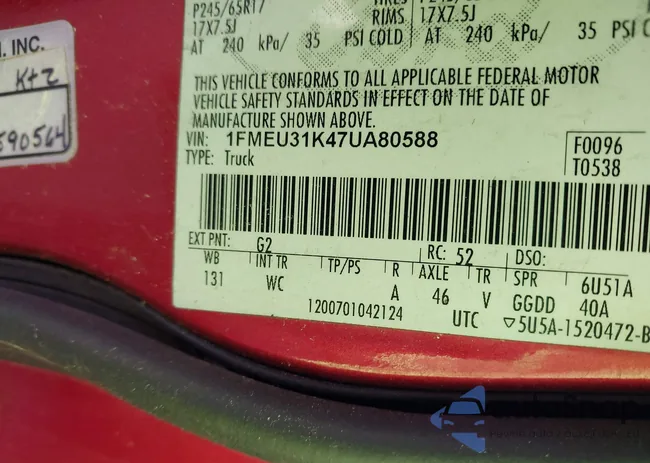 INC.
K+2
590564
P245/65R17
17X7.5J
AT 240 kPa/ 35 PSI COLD
TIRES
RIMS 17X7.5J
AT 240 kPa/ 35 PSI COLD
THIS VEHICLE CONFORMS TO ALL APPLICABLE FEDERAL MOTOR
VEHICLE SAFETY STANDARDS IN EFFECT ON THE DATE OF
MANUFACTURE SHOWN ABOVE.
VIN: 1FMEU31K47UA80588
TYPE: Truck
F0096
T0538
EXT PNT: G2 RC: 52 DSO:
WB INT TR TP/PS R AXLE TR SPR 6U51A
131 WC A 46 V GGDD 40A
1200701042124 UTC ▽5U5A-1520472-B